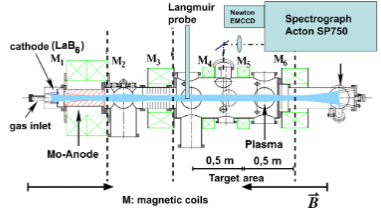 Langmuir
probe
Newton
EMCCD
Spectrograph
Acton SP750
cathode (LaB6)
M1
M2
M3
M4
M5
M6
gas inlet
Mo-Anode
Plasma
0,5 m
0,5 m
Target area
M: magnetic coils
B